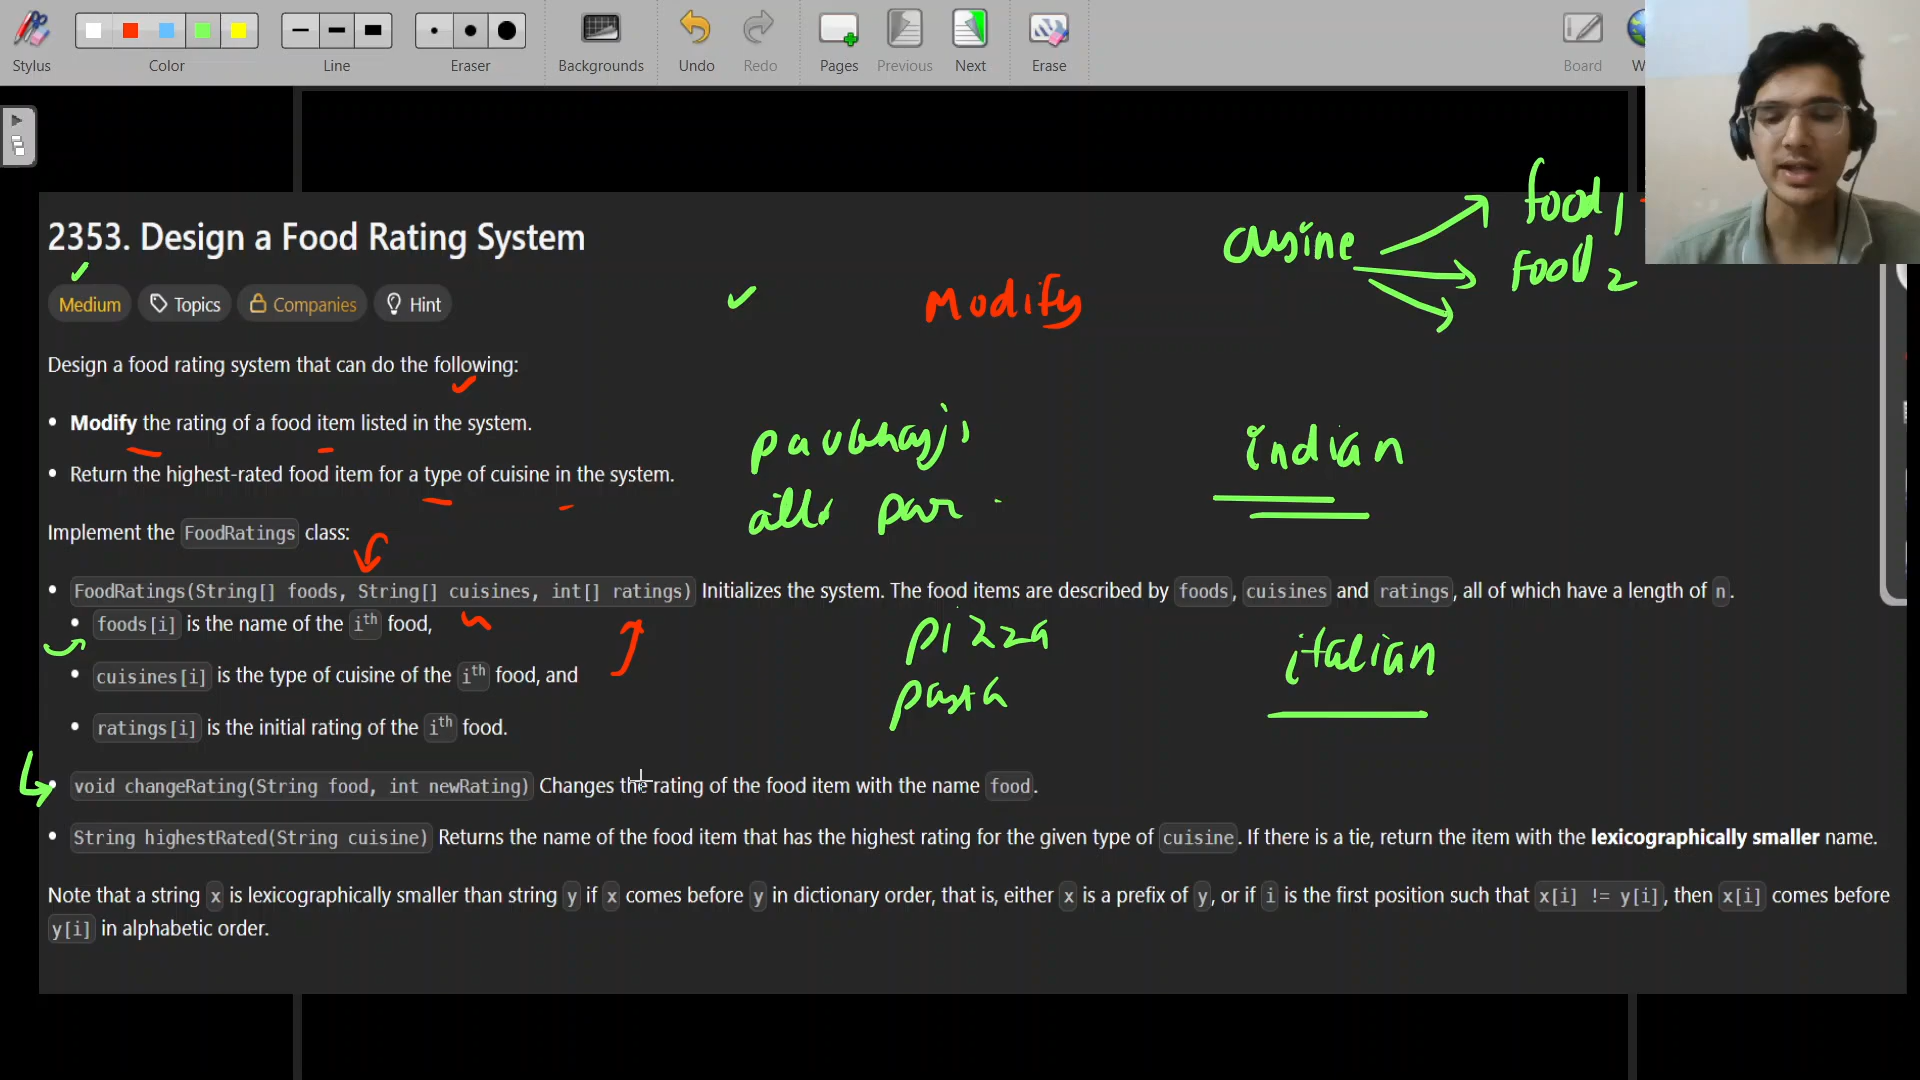 Stylus Color Line Eraser Backgrounds Undo Redo Pages Previous Next Erase Board W
cusine food1
food2
2353. Design a Food Rating System
Medium Topics Companies Hint
Modify
Design a food rating system that can do the following:
• Modify the rating of a food item listed in the system.
• Return the highest-rated food item for a type of cuisine in the system.
pavbhaji indian
Implement the FoodRatings class:
• FoodRatings(String[] foods, String[] cuisines, int[] ratings) Initializes the system. The food items are described by foods, cuisines and ratings, all of which have a length of n.
• foods[i] is the name of the ith food,
• cuisines[i] is the type of cuisine of the ith food, and
• ratings[i] is the initial rating of the ith food.
pizza italian
pasta
• void changeRating(String food, int newRating) Changes the rating of the food item with the name food.
• String highestRated(String cuisine) Returns the name of the food item that has the highest rating for the given type of cuisine. If there is a tie, return the item with the lexicographically smaller name.
Note that a string x is lexicographically smaller than string y if x comes before y in dictionary order, that is, either x is a prefix of y, or if i is the first position such that x[i] != y[i], then x[i] comes before
y[i] in alphabetic order.